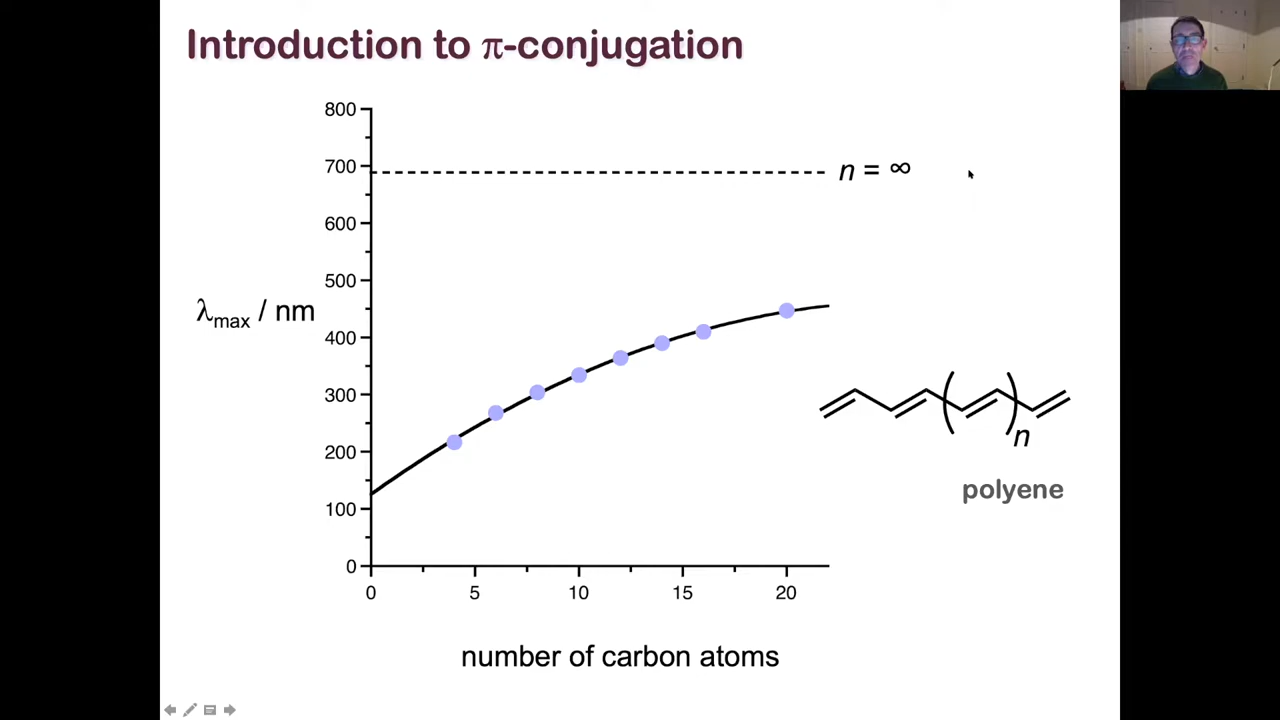 Introduction to π-conjugation
800
700
600
500
400
300
200
100
0
n = ∞
λmax / nm
n
polyene
0 5 10 15 20
number of carbon atoms